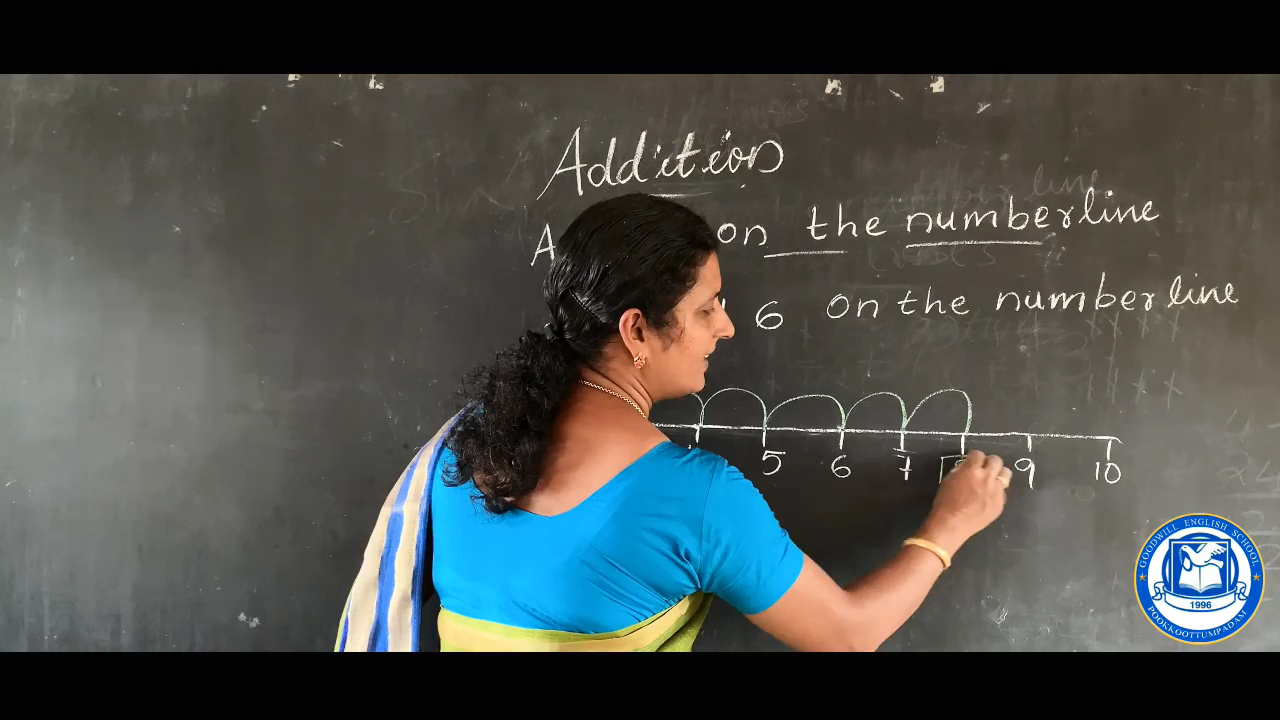 Addition
A on the numberline
6 on the numberline
5 6 7 9 10
GOODWILL ENGLISH SCHOOL
1996
POOKKOOTTUMPADAM